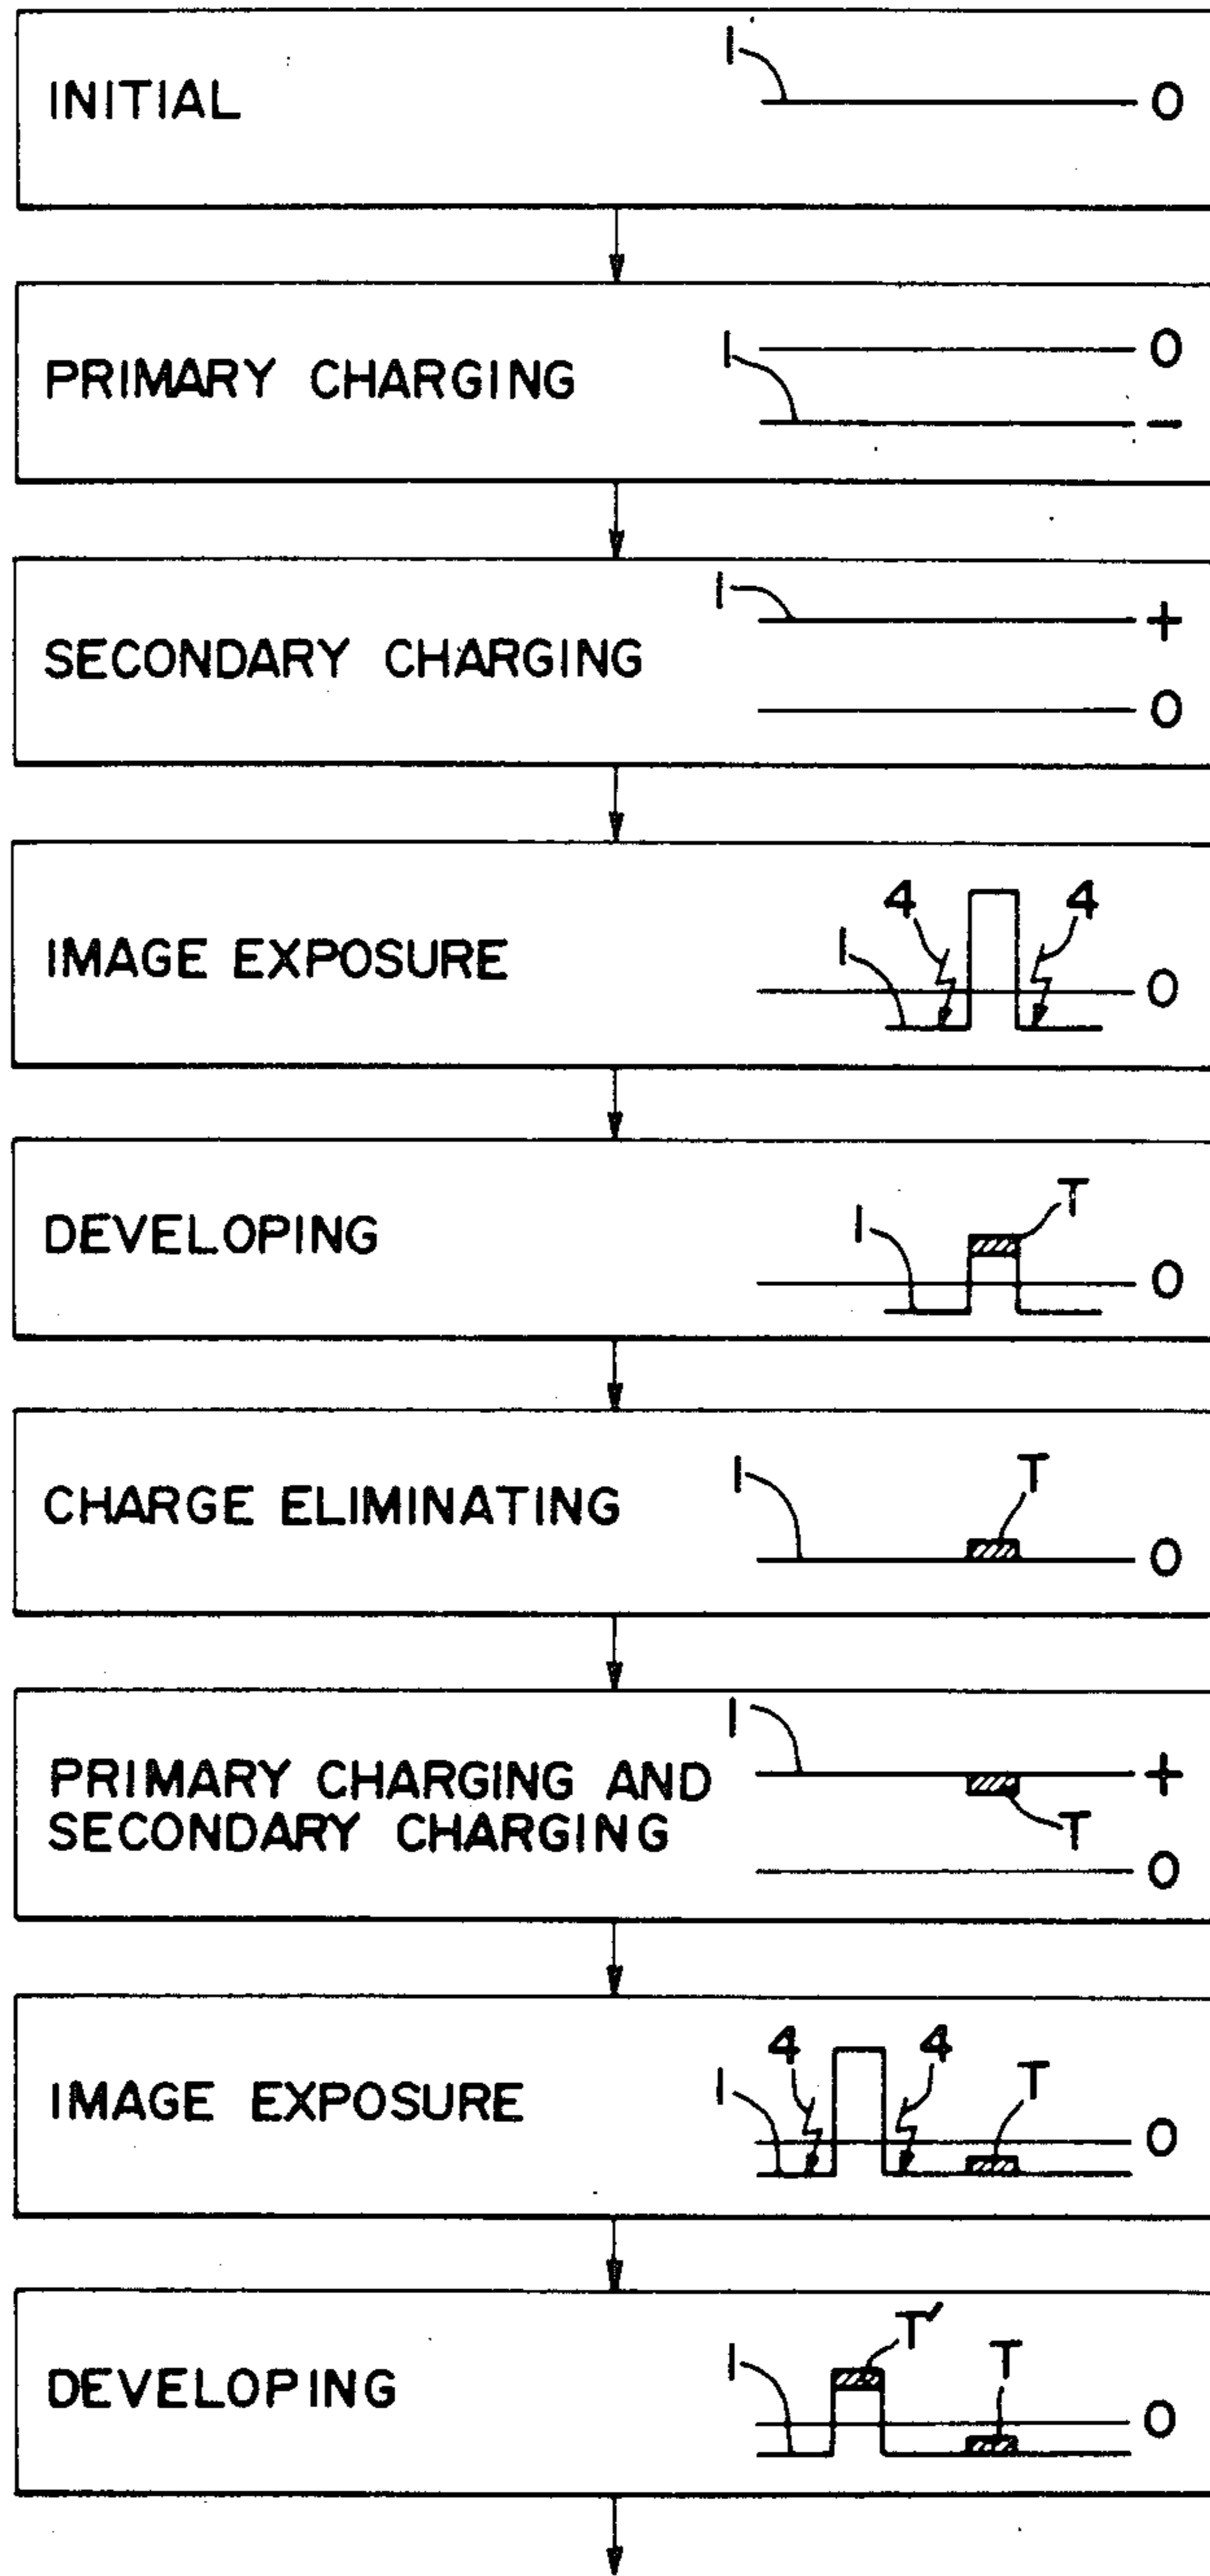 1
INITIAL 0
1 0
PRIMARY CHARGING
-
1 +
SECONDARY CHARGING
0
4 4
1
IMAGE EXPOSURE 0
T
1
DEVELOPING 0
1 T
CHARGE ELIMINATING
0
1
PRIMARY CHARGING AND +
SECONDARY CHARGING T
0
4 4
1 T
IMAGE EXPOSURE 0
T'
1 T
DEVELOPING 0